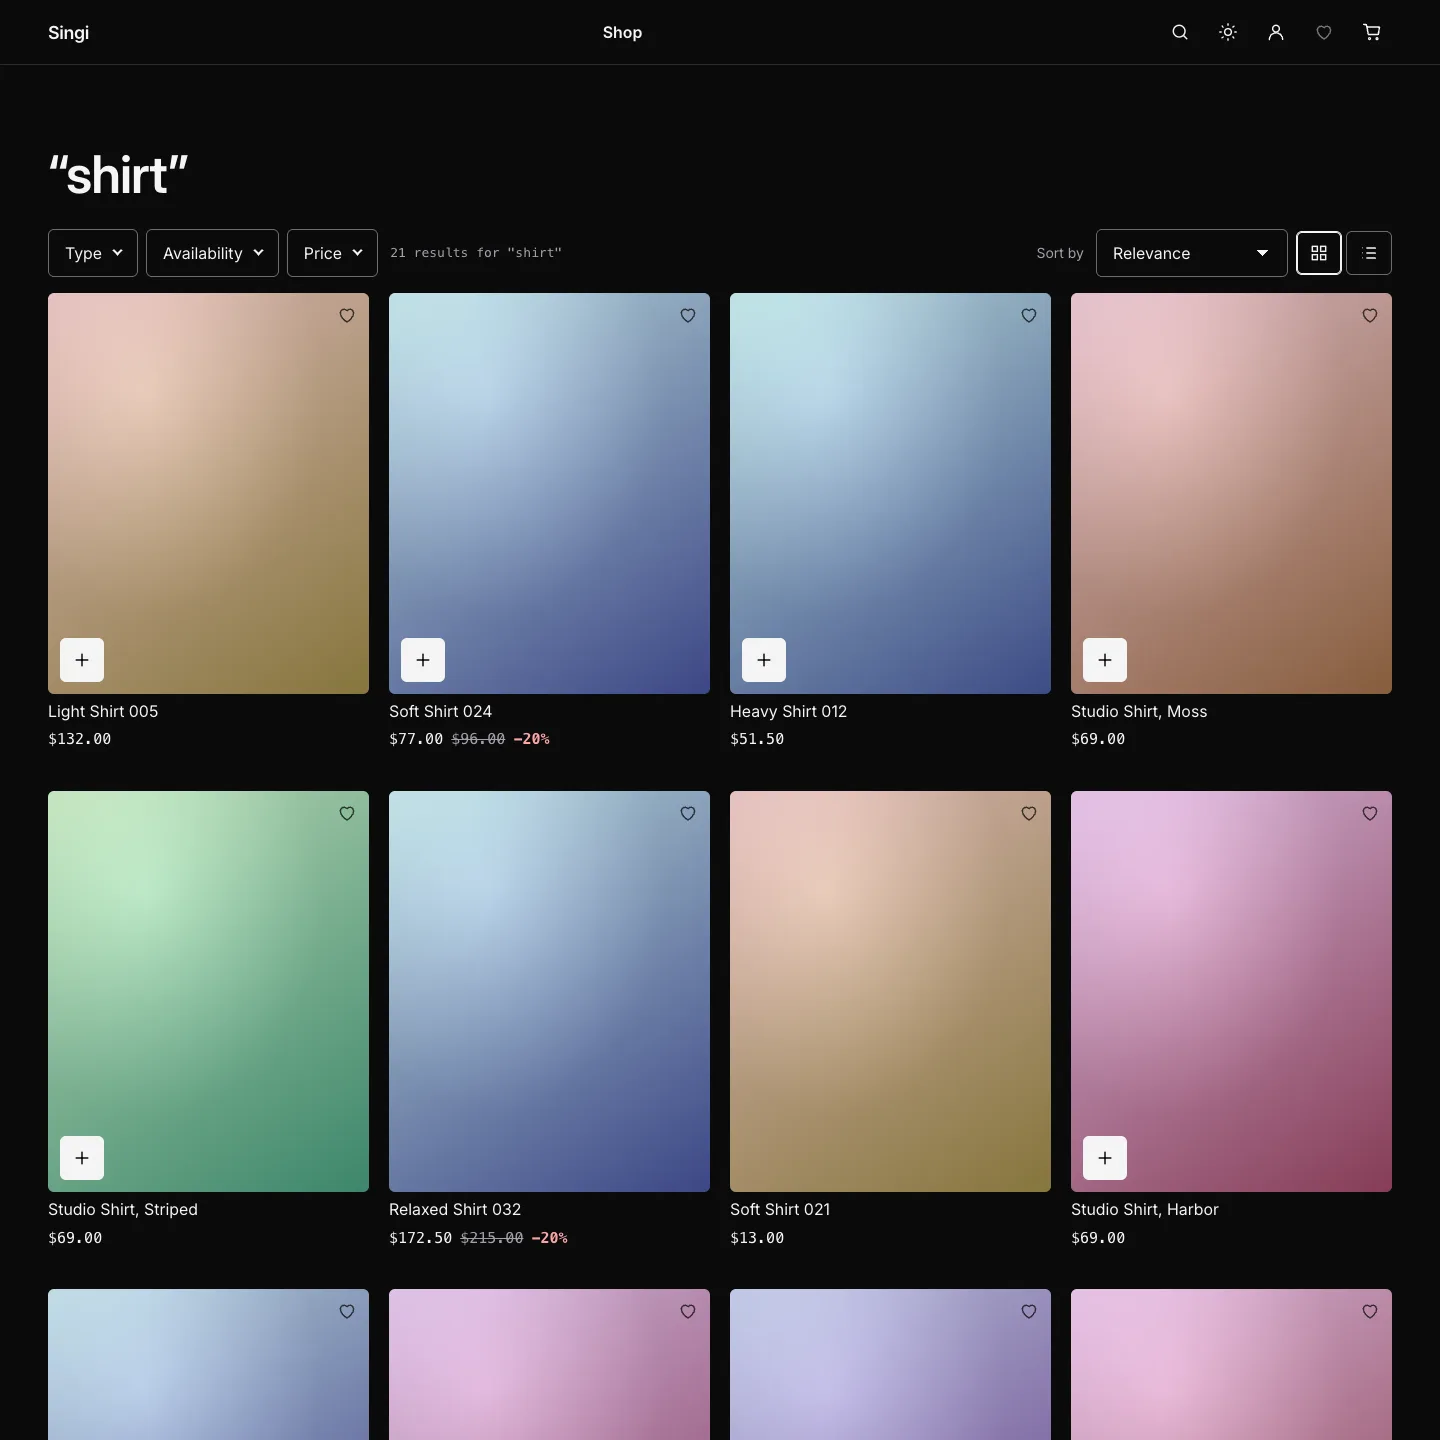 Singi
Shop
“shirt”
Type
Availability
Price
21 results for "shirt"
Sort by
Relevance
Light Shirt 005
$132.00
Soft Shirt 024
$77.00 $96.00 −20%
Heavy Shirt 012
$51.50
Studio Shirt, Moss
$69.00
Studio Shirt, Striped
$69.00
Relaxed Shirt 032
$172.50 $215.00 −20%
Soft Shirt 021
$13.00
Studio Shirt, Harbor
$69.00